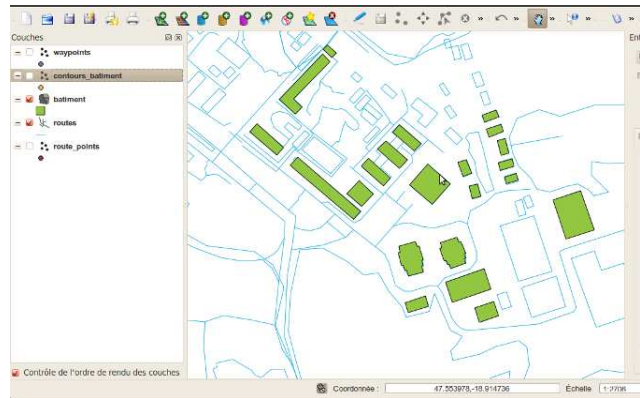 Couches
waypoints
contours_batiment
batiment
routes
route_points
Contrôle de l'ordre de rendu des couches
Coordonnée : 47.553978,-18.914736 Échelle 1:2706